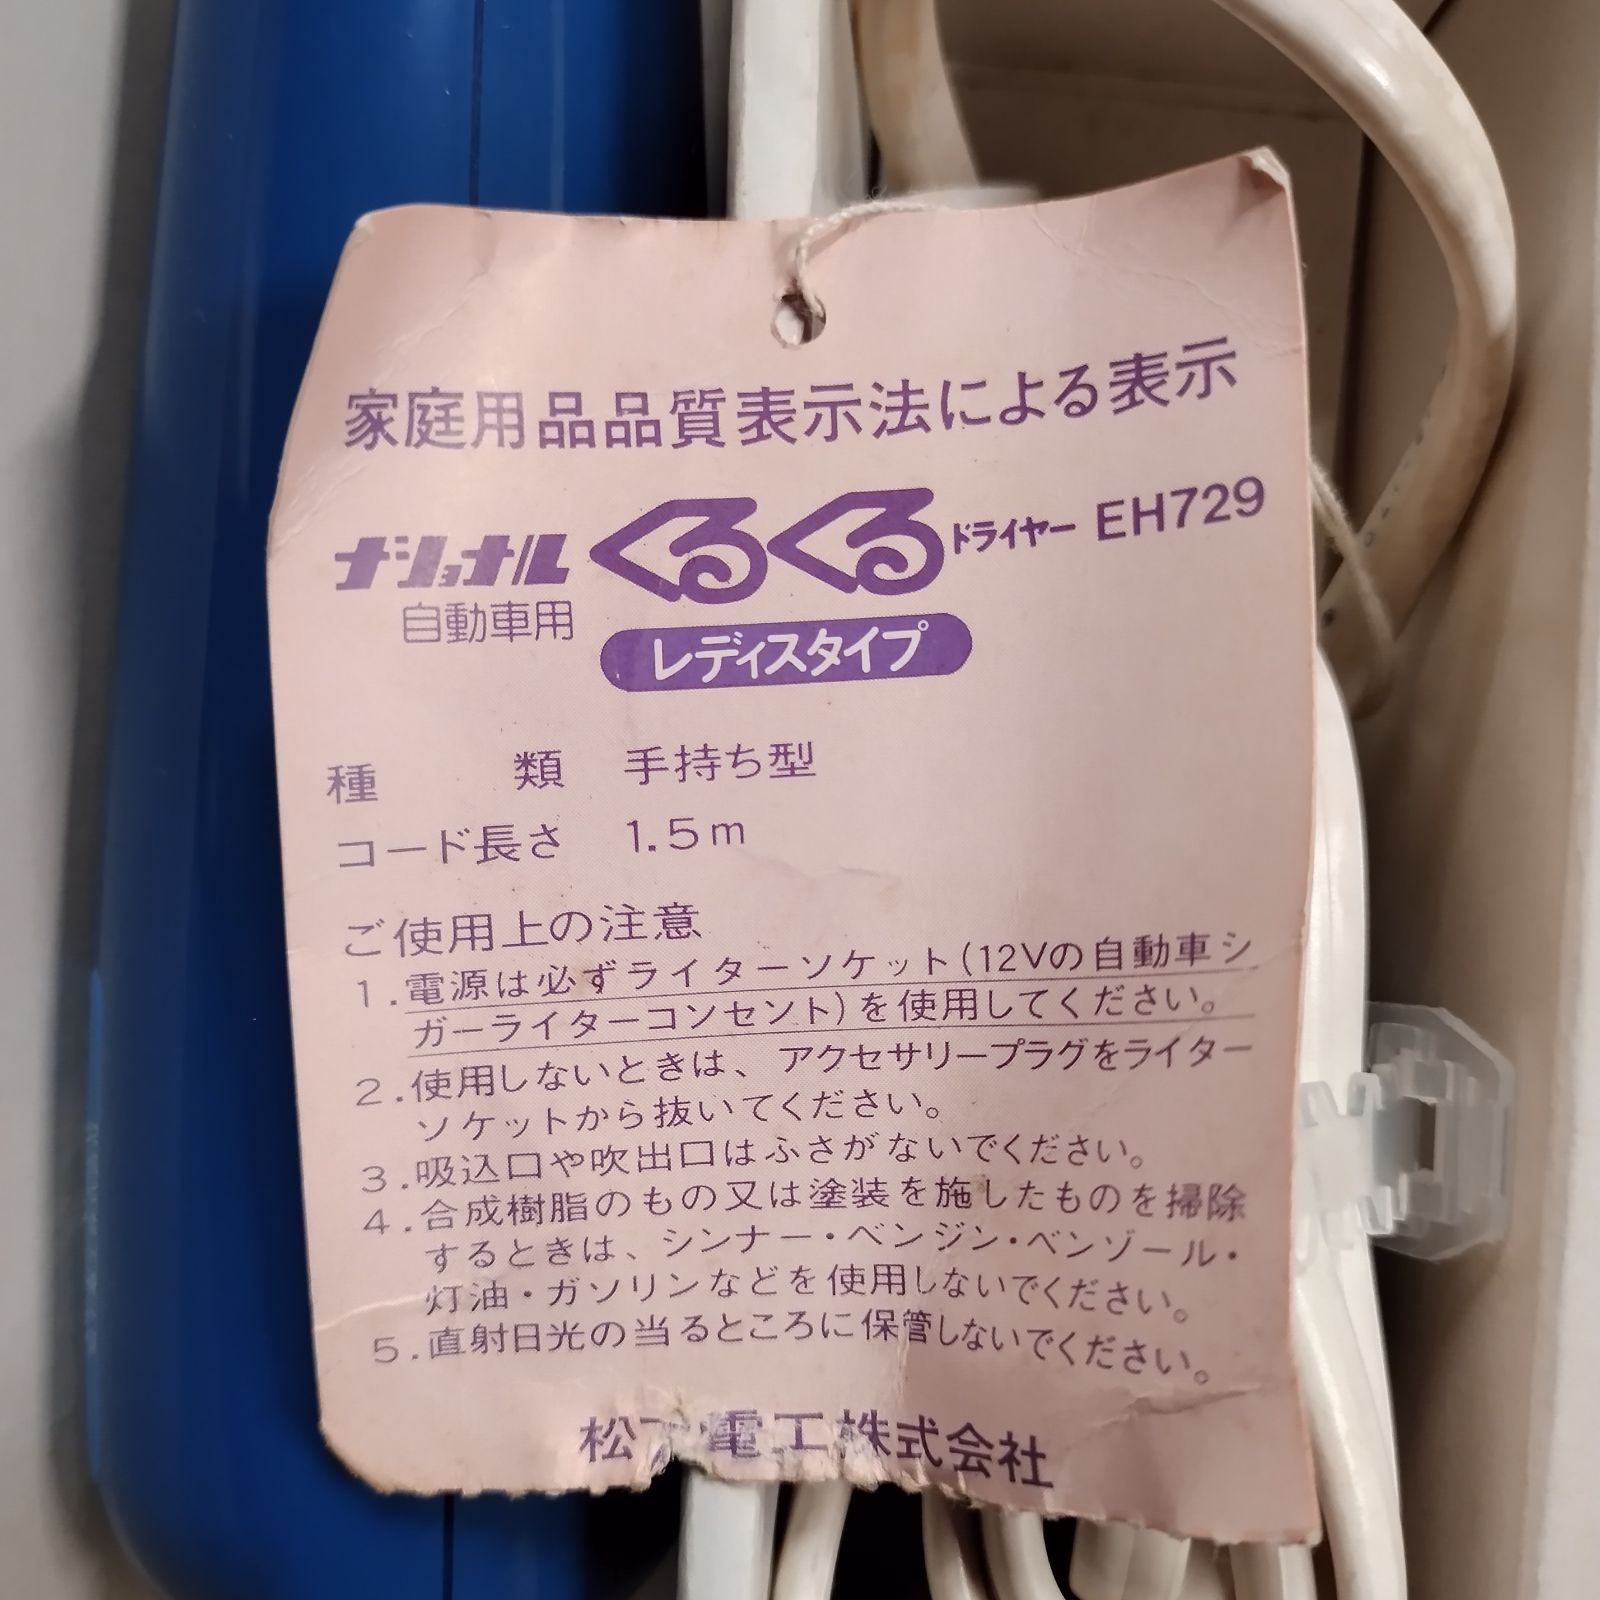 家庭用品品質表示法による表示
ナショナル くるくるドライヤー EH729
自動車用
レディスタイプ
種類 手持ち型
コード長さ 1.5m
ご使用上の注意
1.電源は必ずライターソケット(12Vの自動車シ
ガーライターコンセント)を使用してください。
2.使用しないときは、アクセサリープラグをライター
ソケットから抜いてください。
3.吸込口や吹出口はふさがないでください。
4.合成樹脂のもの又は塗装を施したものを掃除
するときは、シンナー・ベンジン・ベンゾール・
灯油・ガソリンなどを使用しないでください。
5.直射日光の当るところに保管しないでください。
松下電工株式会社